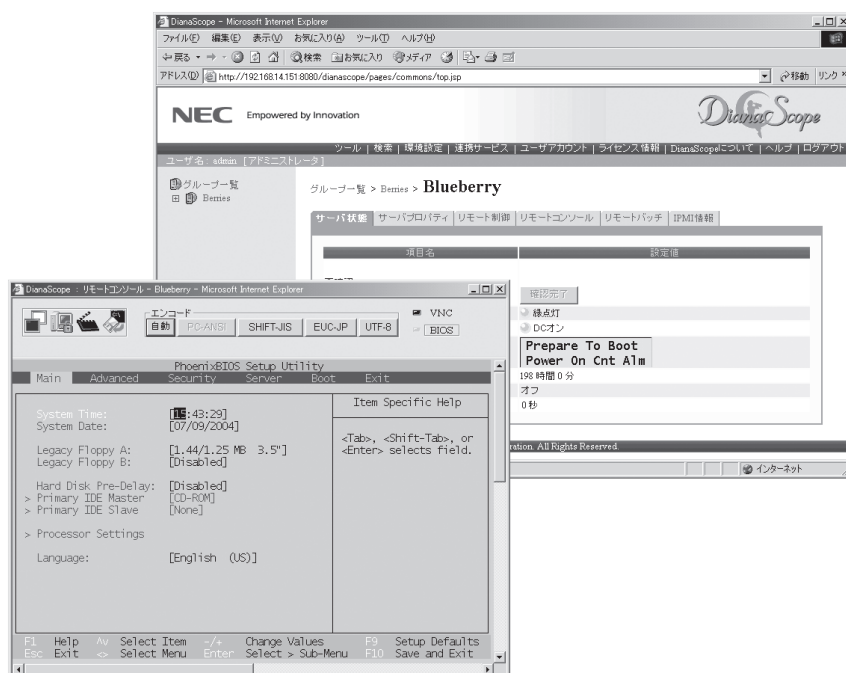 DianaScope - Microsoft Internet Explorer
ファイル(F) 編集(E) 表示(V) お気に入り(A) ツール(T) ヘルプ(H)
戻る 検索 お気に入り メディア
アドレス(D) http://192.168.14.151:8080/dianascope/pages/commons/top.jsp 移動 リンク »
NEC Empowered by Innovation
DianaScope
ツール | 検索 | 環境設定 | 連携サービス | ユーザアカウント | ライセンス情報 | DianaScopeについて | ヘルプ | ログアウト
ユーザ名: admin [アドミニストレータ]
グループ一覧
Berries
グループ一覧 > Berries > Blueberry
サーバ状態 サーバプロパティ リモート制御 リモートコンソール リモートバッチ IPMI情報
項目名 設定値
確認完了
緑点灯
DCオン
Prepare To Boot
Power On Cnt Alm
198 時間 0 分
オフ
0 秒
ration. All Rights Reserved.
インターネット
DianaScope : リモートコンソール - Blueberry - Microsoft Internet Explorer
エンコード
自動 PC-ANSI SHIFT-JIS EUC-JP UTF-8
VNC
BIOS
PhoenixBIOS Setup Utility
Main Advanced Security Server Boot Exit
Item Specific Help
System Time: [15:43:29]
System Date: [07/09/2004]
<Tab>, <Shift-Tab>, or
<Enter> selects field.
Legacy Floppy A: [1.44/1.25 MB 3.5"]
Legacy Floppy B: [Disabled]
Hard Disk Pre-Delay: [Disabled]
> Primary IDE Master [CD-ROM]
> Primary IDE Slave [None]
> Processor Settings
Language: [English (US)]
F1 Help ^v Select Item -/+ Change Values F9 Setup Defaults
Esc Exit <> Select Menu Enter Select > Sub-Menu F10 Save and Exit